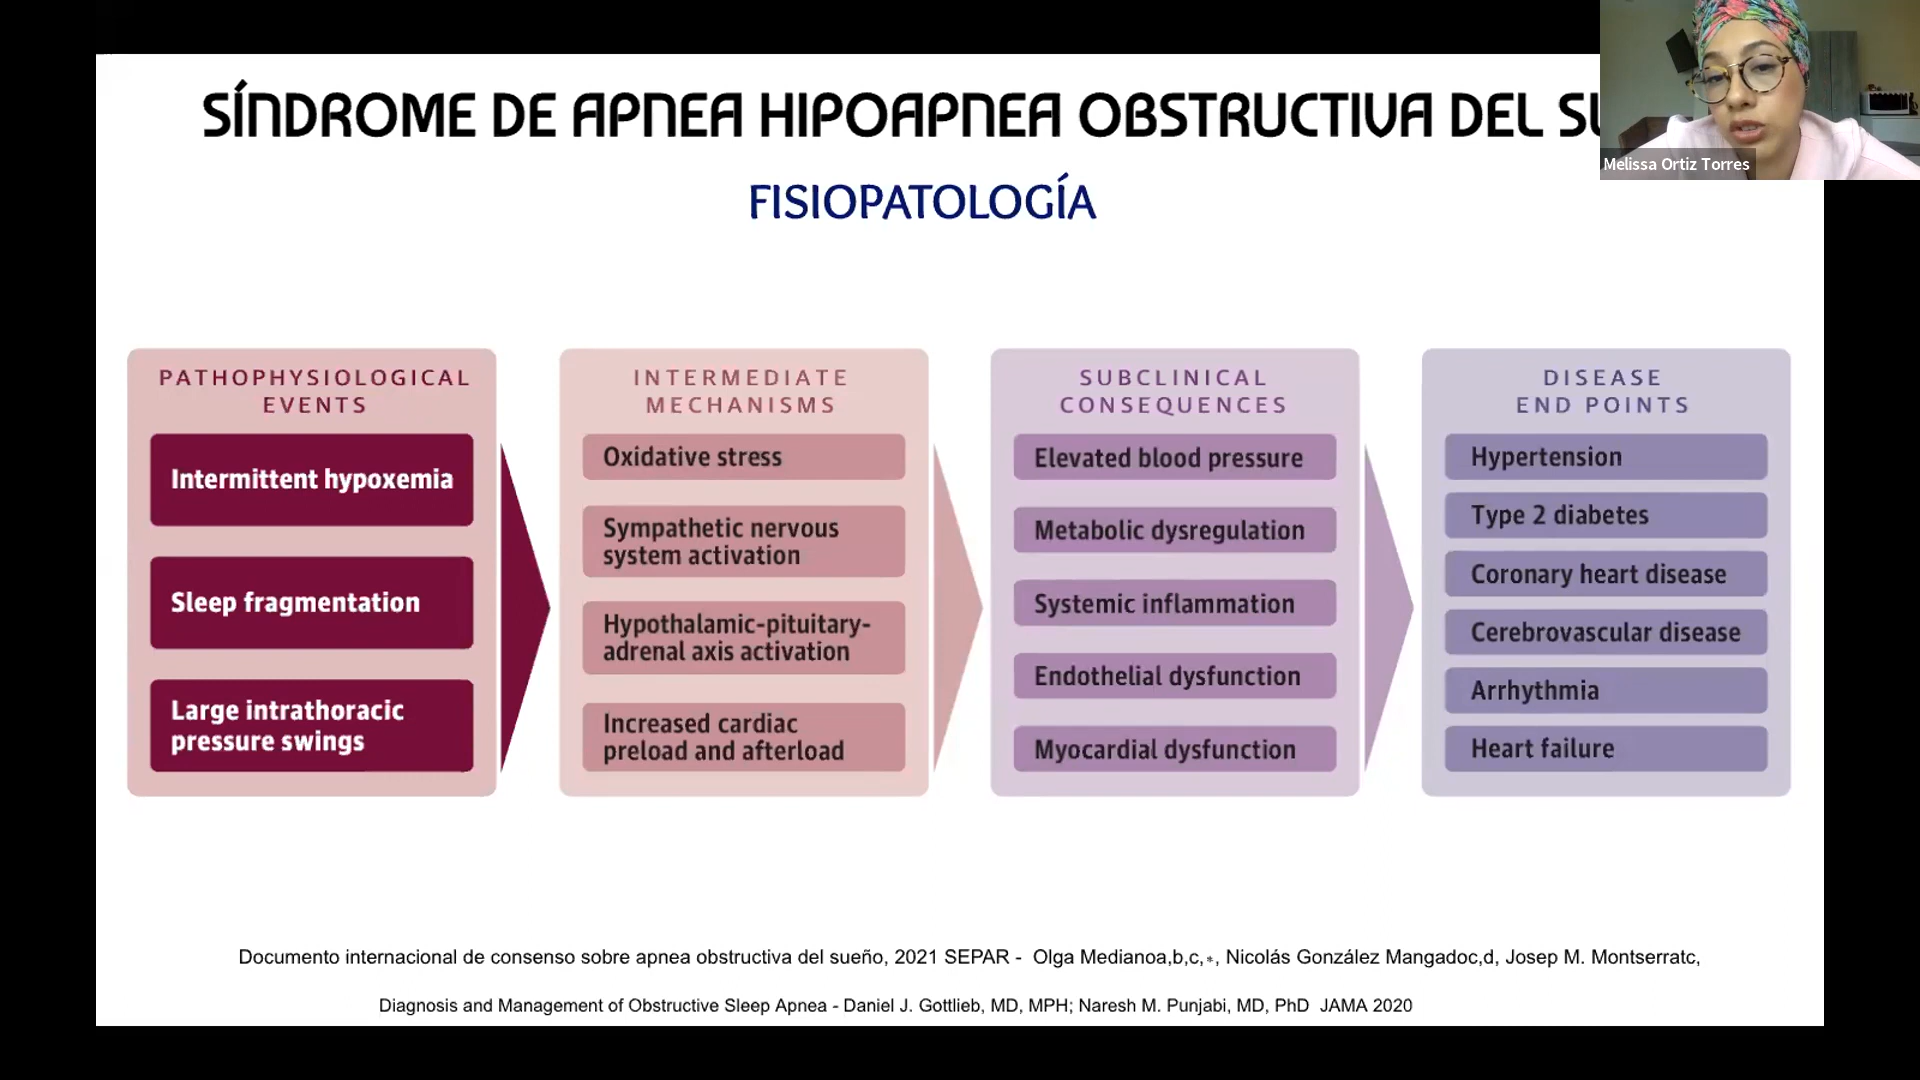 SÍNDROME DE APNEA HIPOAPNEA OBSTRUCTIVA DEL
Melissa Ortiz Torres
FISIOPATOLOGÍA
PATHOPHYSIOLOGICAL
EVENTS
Intermittent hypoxemia
Sleep fragmentation
Large intrathoracic
pressure swings
INTERMEDIATE
MECHANISMS
Oxidative stress
Sympathetic nervous
system activation
Hypothalamic-pituitary-
adrenal axis activation
Increased cardiac
preload and afterload
SUBCLINICAL
CONSEQUENCES
Elevated blood pressure
Metabolic dysregulation
Systemic inflammation
Endothelial dysfunction
Myocardial dysfunction
DISEASE
END POINTS
Hypertension
Type 2 diabetes
Coronary heart disease
Cerebrovascular disease
Arrhythmia
Heart failure
Documento internacional de consenso sobre apnea obstructiva del sueño, 2021 SEPAR - Olga Medianoa,b,c,*, Nicolás González Mangadoc,d, Josep M. Montserratc,
Diagnosis and Management of Obstructive Sleep Apnea - Daniel J. Gottlieb, MD, MPH; Naresh M. Punjabi, MD, PhD JAMA 2020